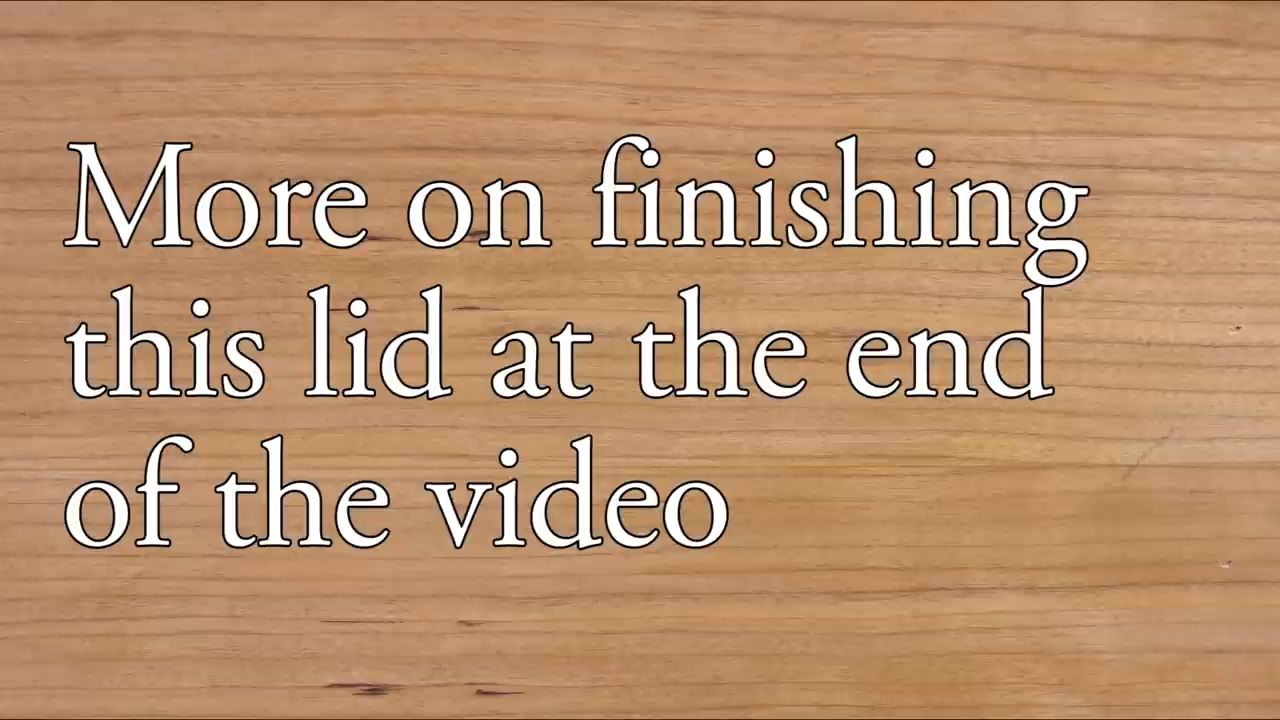 More on finishing
this lid at the end
of the video